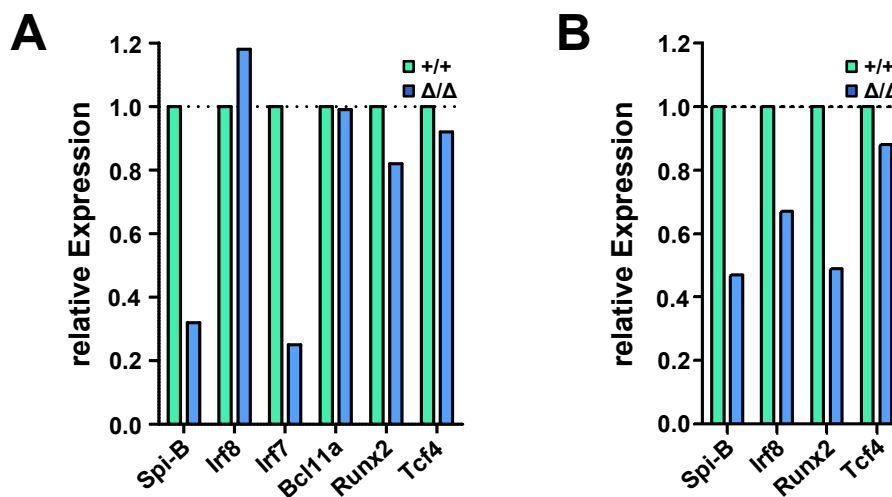 A
relative Expression
1.2
1.0
0.8
0.6
0.4
0.2
0.0
+/+
Δ/Δ
Spi-B
Irf8
Irf7
Bcl11a
Runx2
Tcf4
B
relative Expression
1.2
1.0
0.8
0.6
0.4
0.2
0.0
+/+
Δ/Δ
Spi-B
Irf8
Runx2
Tcf4